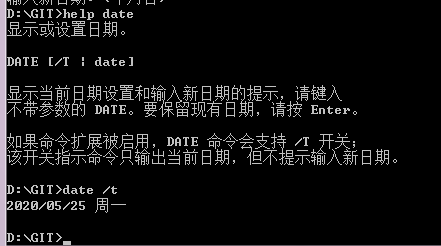 D:\GIT>help date
显示或设置日期。
DATE [/T | date]
显示当前日期设置和输入新日期的提示，请键入
不带参数的 DATE。要保留现有日期，请按 Enter。
如果命令扩展被启用，DATE 命令会支持 /T 开关；
该开关指示命令只输出当前日期，但不提示输入新日期。
D:\GIT>date /t
2020/05/25 周一
D:\GIT>